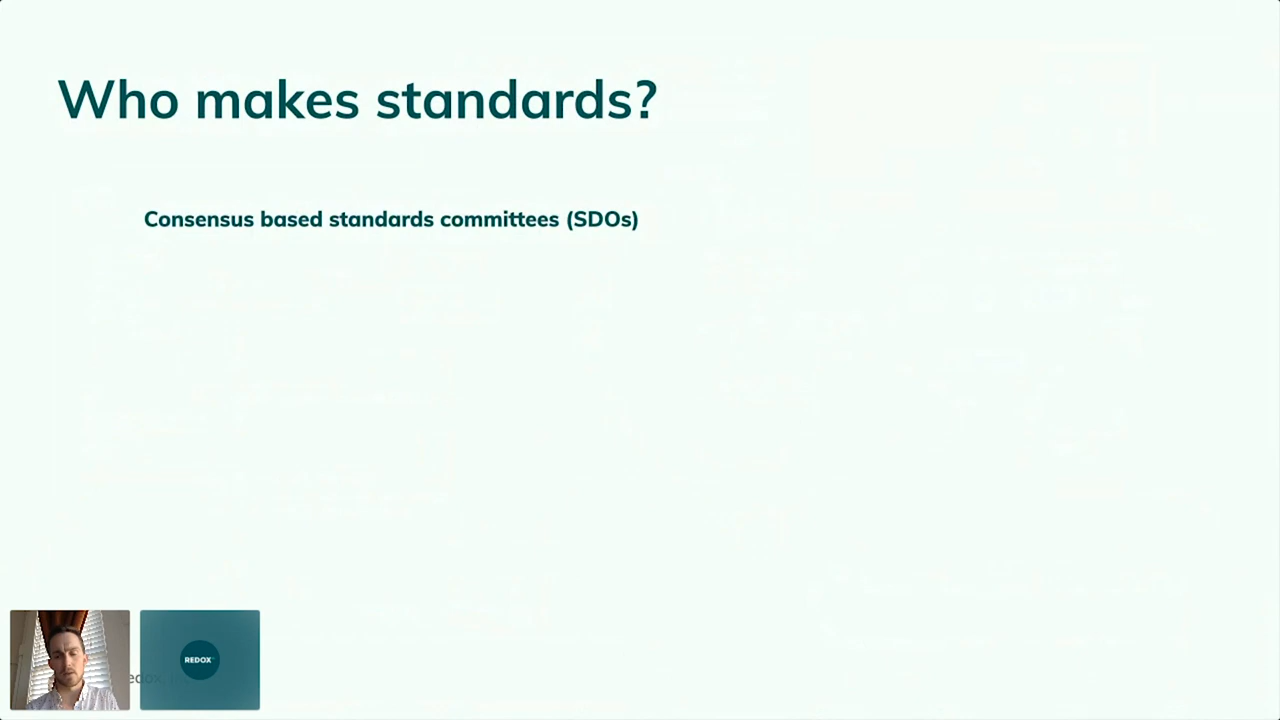 Who makes standards?
Consensus based standards committees (SDOs)
REDOX